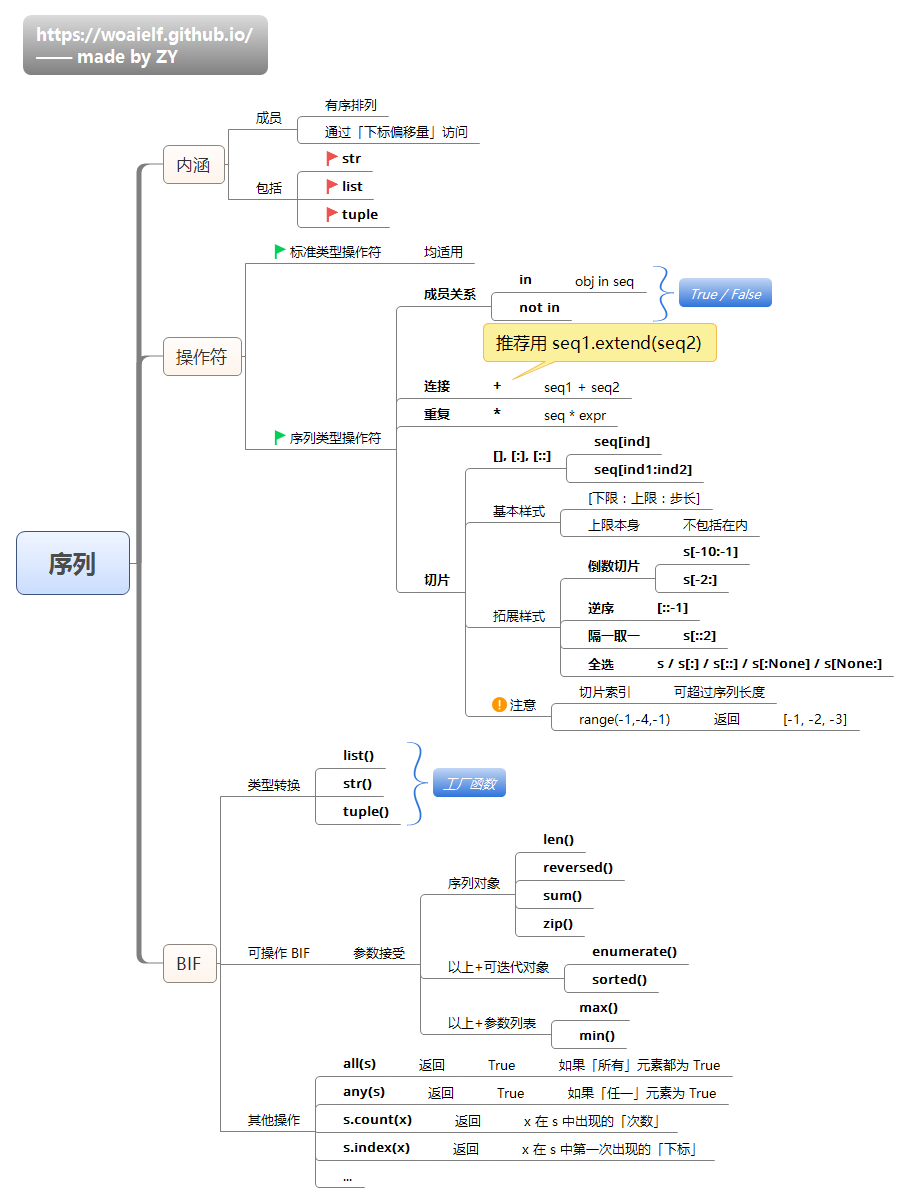 https://woaielf.github.io/
—— made by ZY
序列
内涵
成员
有序排列
通过「下标偏移量」访问
包括
str
list
tuple
操作符
标准类型操作符 均适用
序列类型操作符
成员关系
in obj in seq
not in
True / False
推荐用 seq1.extend(seq2)
连接 + seq1 + seq2
重复 * seq * expr
切片
[], [:], [::]
seq[ind]
seq[ind1:ind2]
基本样式
[下限：上限：步长]
上限本身 不包括在内
拓展样式
倒数切片
s[-10:-1]
s[-2:]
逆序 [::-1]
隔一取一 s[::2]
全选 s / s[:] / s[::] / s[:None] / s[None:]
注意
切片索引 可超过序列长度
range(-1,-4,-1) 返回 [-1, -2, -3]
BIF
类型转换
list()
str()
tuple()
工厂函数
可操作 BIF 参数接受
序列对象
len()
reversed()
sum()
zip()
以上+可迭代对象
enumerate()
sorted()
以上+参数列表
max()
min()
其他操作
all(s) 返回 True 如果「所有」元素都为 True
any(s) 返回 True 如果「任一」元素为 True
s.count(x) 返回 x 在 s 中出现的「次数」
s.index(x) 返回 x 在 s 中第一次出现的「下标」
...